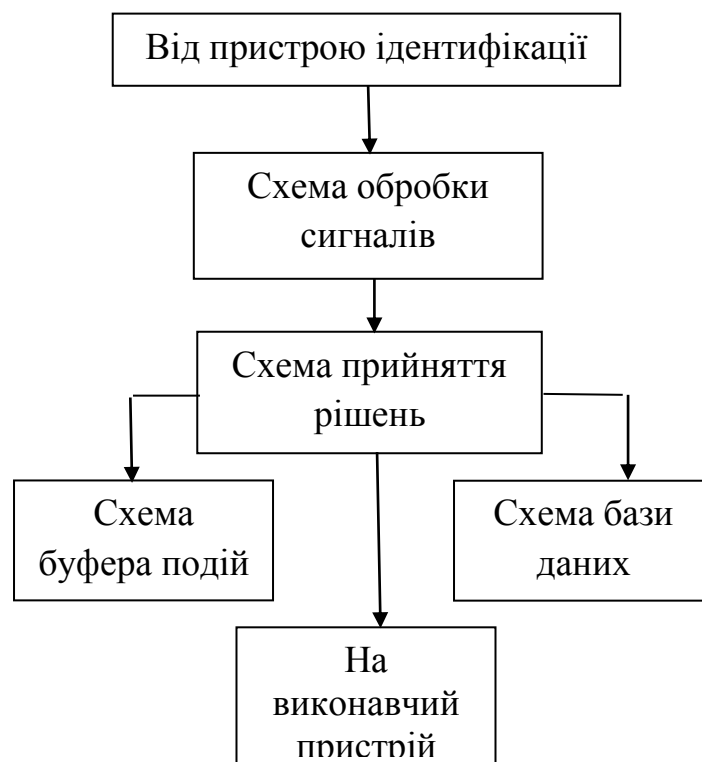 Від пристрою ідентифікації
Схема обробки
сигналів
Схема прийняття
рішень
Схема
буфера подій
Схема бази
даних
На
виконавчий
пристрій